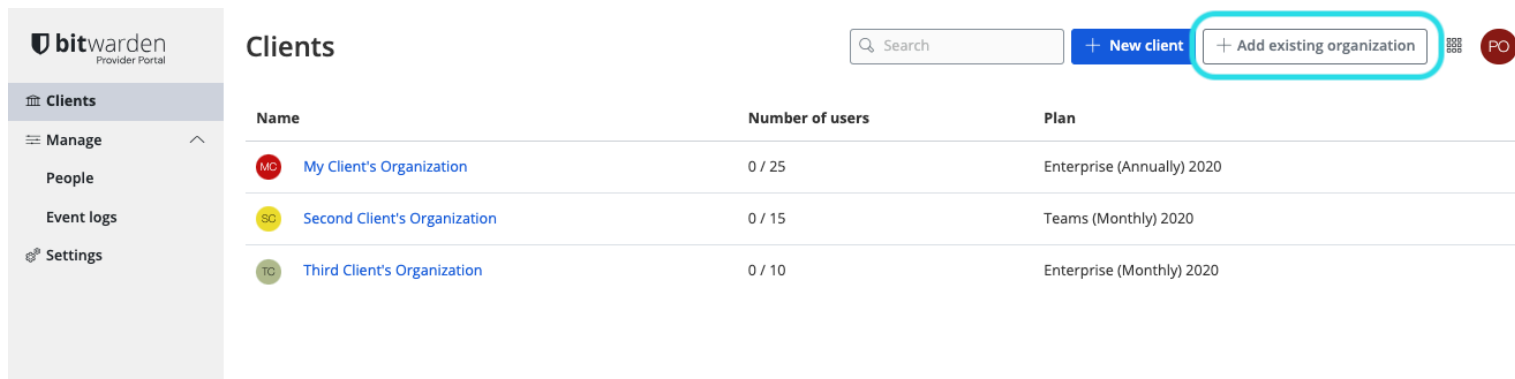 bitwarden
Provider Portal
Clients
Manage
People
Event logs
Settings
Clients
Search
New client
Add existing organization
PO
Name Number of users Plan
MC My Client's Organization 0 / 25 Enterprise (Annually) 2020
SC Second Client's Organization 0 / 15 Teams (Monthly) 2020
TC Third Client's Organization 0 / 10 Enterprise (Monthly) 2020